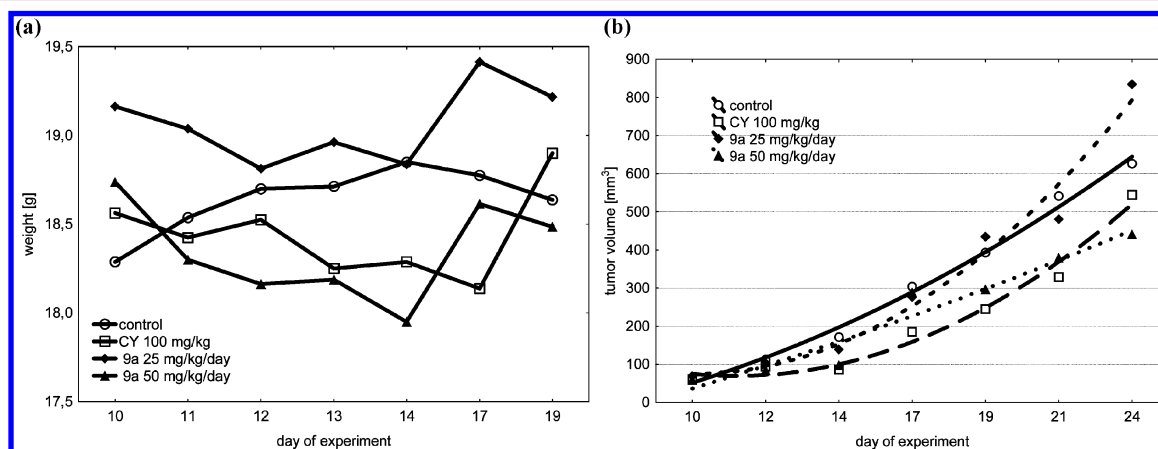 (a)
19,5
19,0
18,5
18,0
17,5
weight [g]
control
CY 100 mg/kg
9a 25 mg/kg/day
9a 50 mg/kg/day
10 11 12 13 14 17 19
day of experiment
(b)
900
800
700
600
500
400
300
200
100
0
tumor volume [mm³]
control
CY 100 mg/kg
9a 25 mg/kg/day
9a 50 mg/kg/day
10 12 14 17 19 21 24
day of experiment